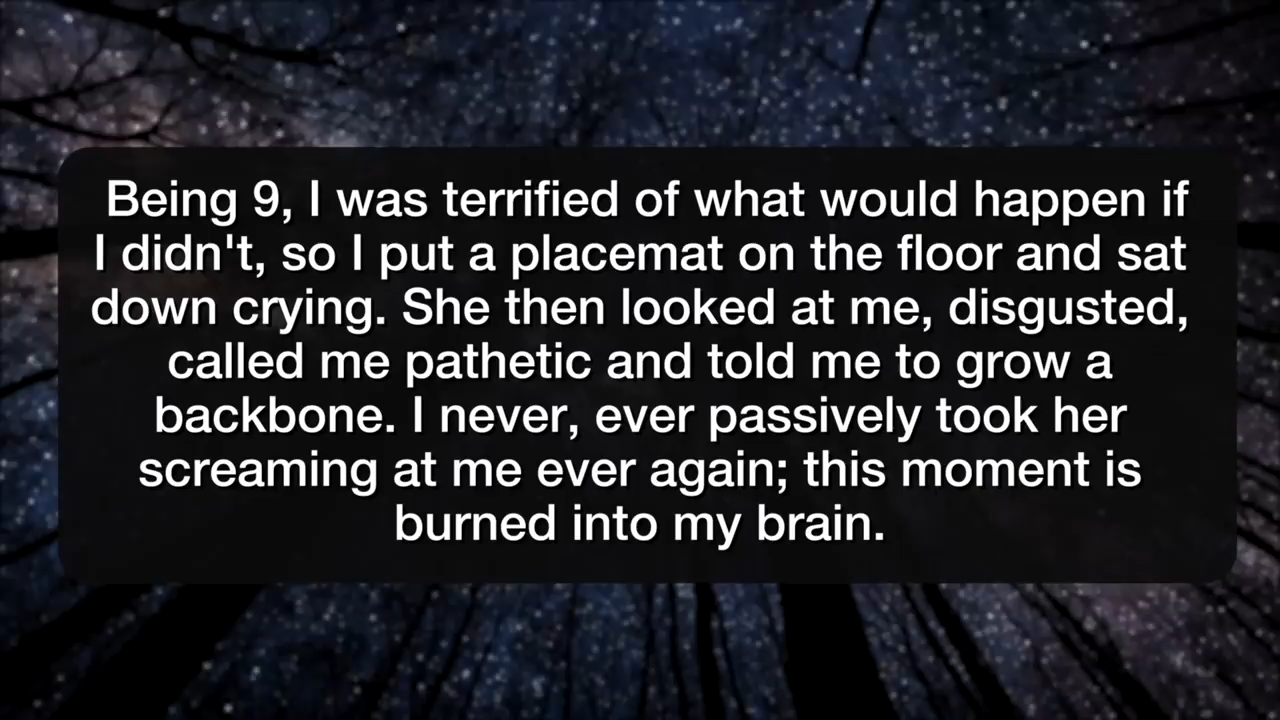 Being 9, I was terrified of what would happen if
I didn't, so I put a placemat on the floor and sat
down crying. She then looked at me, disgusted,
called me pathetic and told me to grow a
backbone. I never, ever passively took her
screaming at me ever again; this moment is
burned into my brain.